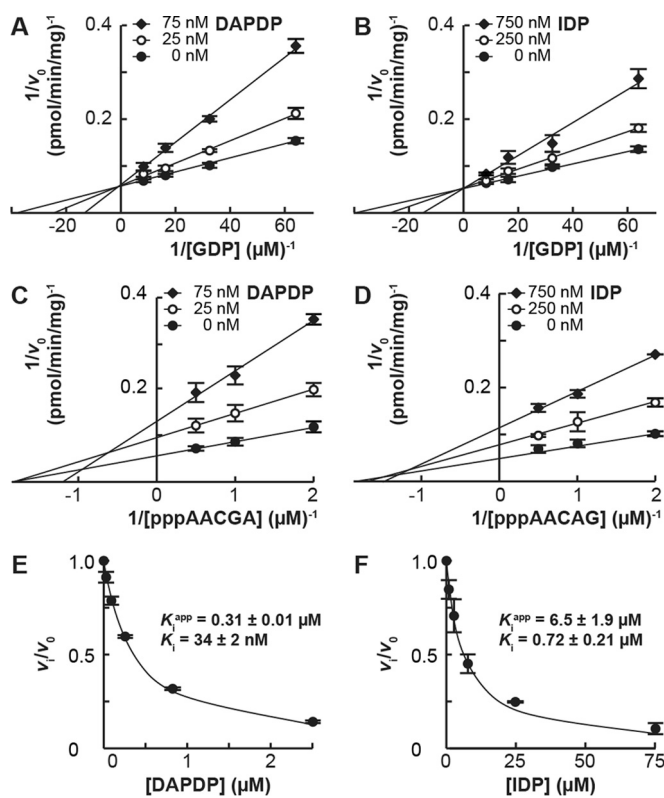 A
75 nM DAPDP
25 nM
0 nM
0.4
0.2
1/v0
(pmol/min/mg)-1
-20 0 20 40 60
1/[GDP] (μM)-1
B
750 nM IDP
250 nM
0 nM
0.4
0.2
1/v0
(pmol/min/mg)-1
-20 0 20 40 60
1/[GDP] (μM)-1
C
75 nM DAPDP
25 nM
0 nM
0.4
0.2
1/v0
(pmol/min/mg)-1
-1 0 1 2
1/[pppAACGA] (μM)-1
D
750 nM IDP
250 nM
0 nM
0.4
0.2
1/v0
(pmol/min/mg)-1
-1 0 1 2
1/[pppAACAG] (μM)-1
E
1.0
0.5
0
vi/v0
Kiapp = 0.31 ± 0.01 μM
Ki = 34 ± 2 nM
0 1 2
[DAPDP] (μM)
F
1.0
0.5
0
vi/v0
Kiapp = 6.5 ± 1.9 μM
Ki = 0.72 ± 0.21 μM
0 25 50 75
[IDP] (μM)